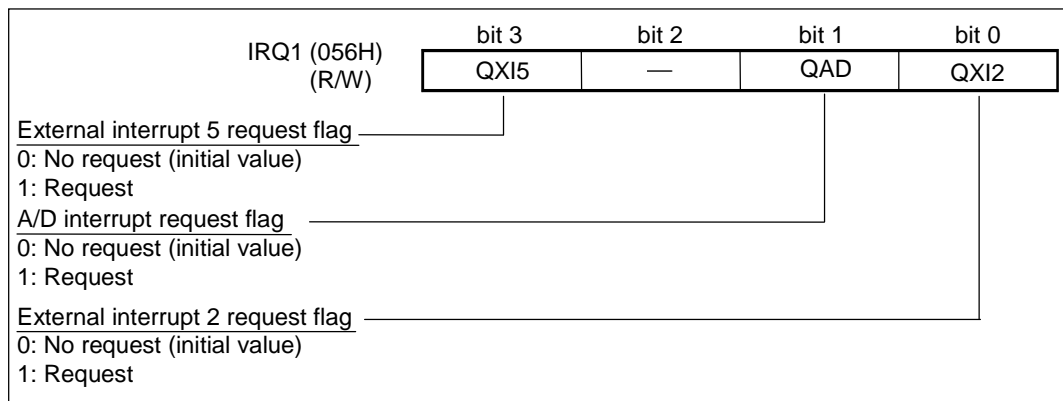 bit 3 bit 2 bit 1 bit 0
IRQ1 (056H)
(R/W)
QXI5 — QAD QXI2
External interrupt 5 request flag
0: No request (initial value)
1: Request
A/D interrupt request flag
0: No request (initial value)
1: Request
External interrupt 2 request flag
0: No request (initial value)
1: Request